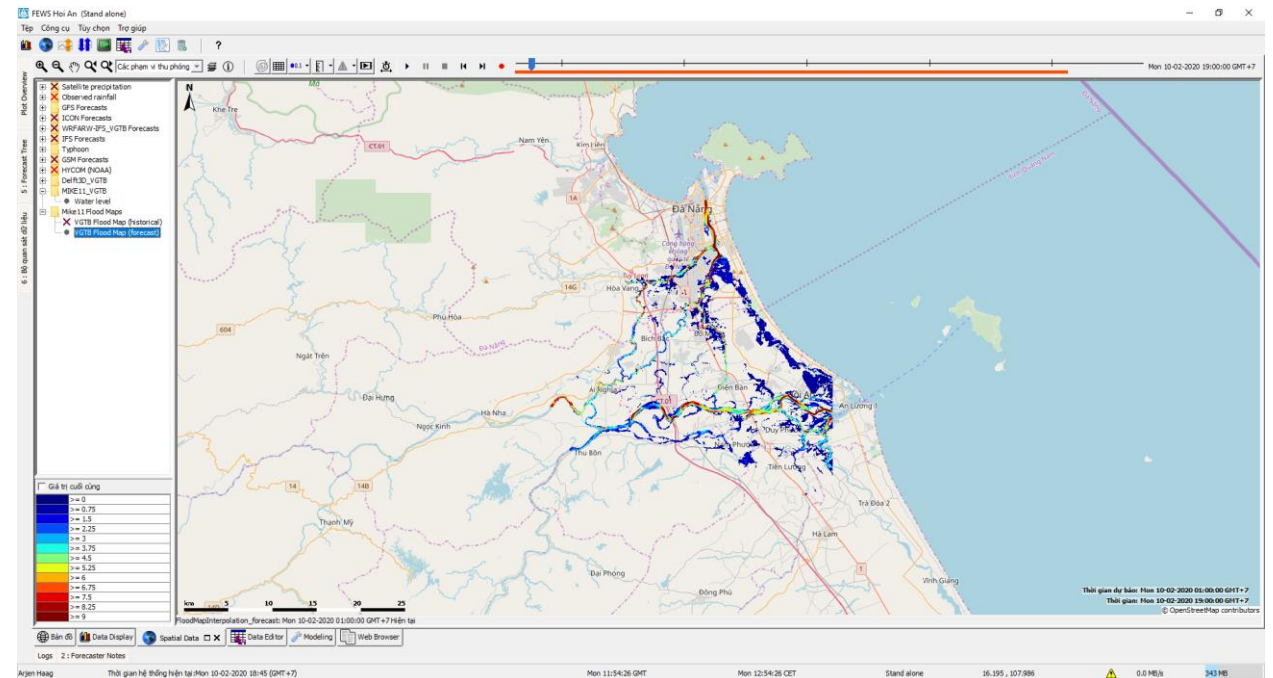 FEWS Hoi An (Stand alone)
Tệp Công cụ Tùy chọn Trợ giúp
Các phạm vi thu phóng
Mon 10-02-2020 19:00:00 GMT+7
Plot Overview
5 : Forecast Tree
6 : Bộ quan sát dữ liệu
Satellite precipitation
Observed rainfall
GFS Forecasts
ICON Forecasts
WRFARW-IFS_VGTB Forecasts
IFS Forecasts
Typhoon
GSM Forecasts
HYCOM (NOAA)
Delft3D_VGTB
MIKE11_VGTB
Water level
Mike11 Flood Maps
VGTB Flood Map (historical)
VGTB Flood Map (forecast)
Giá trị cuối cùng
>= 0
>= 0.75
>= 1.5
>= 2.25
>= 3
>= 3.75
>= 4.5
>= 5.25
>= 6
>= 6.75
>= 7.5
>= 8.25
>= 9
N
Khe Tre
CT.01
Nam Yên
Kim Liên
1A
Đà Nẵng
14G
Hòa Vang
604
Phú Hòa
Đà Nẵng
Ngát Trên
Bích Bắc
Đại Hưng
Ái Nghĩa
Điện Bàn
CT.01
An Lương
Hà Nha
Ngọc Kinh
Thu Bồn
Tiên Lương
14
14B
Trà Đỏa 2
Thạnh Mỹ
Hà Lam
Đại Phong
1
Đông Phú
Vĩnh Giang
km 5 10 15 20 25
Thời gian dự báo: Mon 10-02-2020 01:00:00 GMT+7
Thời gian: Mon 10-02-2020 19:00:00 GMT+7
© OpenStreetMap contributors
FloodMapInterpolation_forecast: Mon 10-02-2020 01:00:00 GMT+7 Hiện tại
Bản đồ Data Display Spatial Data Data Editor Modeling Web Browser
Logs 2 : Forecaster Notes
Arjen Haag Thời gian hệ thống hiện tại:Mon 10-02-2020 18:45 (GMT+7) Mon 11:54:26 GMT Mon 12:54:26 CET Stand alone 16.195 , 107.986 0.0 MB/s 343 MB